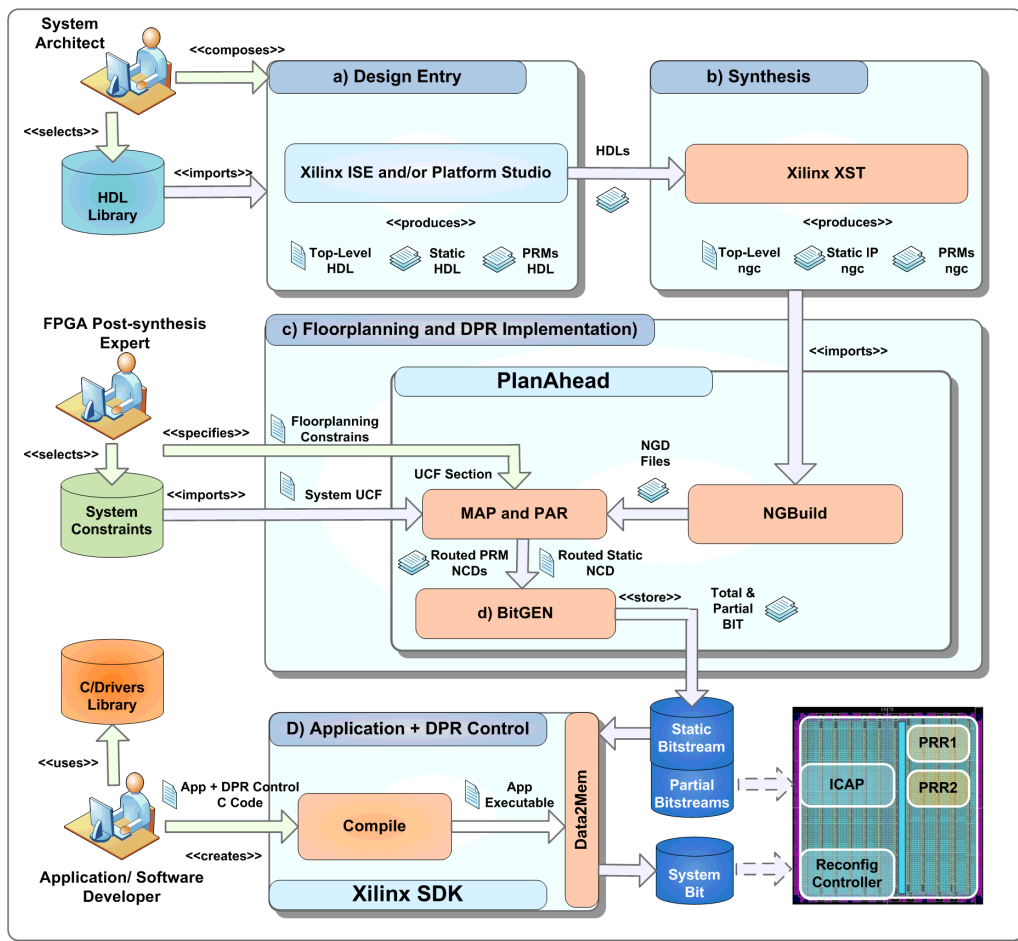 System
Architect
<<composes>>
a) Design Entry
b) Synthesis
<<selects>>
HDL
Library
<<imports>>
Xilinx ISE and/or Platform Studio
HDLs
Xilinx XST
<<produces>>
Top-Level
HDL
Static
HDL
PRMs
HDL
<<produces>>
Top-Level
ngc
Static IP
ngc
PRMs
ngc
FPGA Post-synthesis
Expert
c) Floorplanning and DPR Implementation)
<<imports>>
PlanAhead
<<specifies>>
Floorplanning
Constrains
<<selects>>
UCF Section
NGD
Files
<<imports>>
System UCF
System
Constraints
MAP and PAR
NGBuild
Routed PRM
NCDs
Routed Static
NCD
d) BitGEN
<<store>>
Total &
Partial
BIT
C/Drivers
Library
D) Application + DPR Control
Static
Bitstream
Partial
Bitstreams
<<uses>>
App + DPR Control
C Code
App
Executable
Compile
Data2Mem
<<creates>>
Application/ Software
Developer
Xilinx SDK
System
Bit
PRR1
ICAP
PRR2
Reconfig
Controller